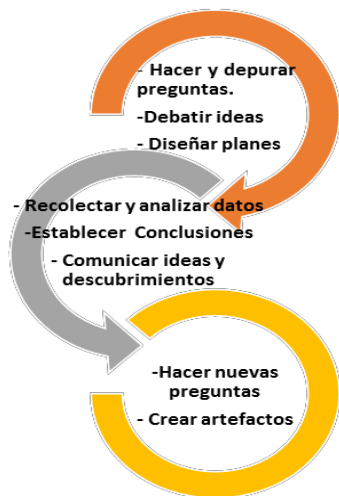 - Hacer y depurar
preguntas.
-Debatir ideas
- Diseñar planes
- Recolectar y analizar datos
-Establecer Conclusiones
- Comunicar ideas y
descubrimientos
-Hacer nuevas
preguntas
- Crear artefactos